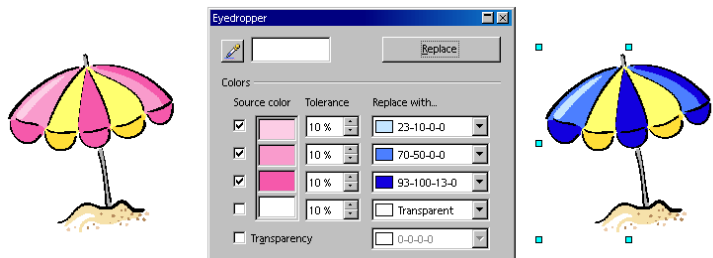 Eyedropper
Replace
Colors
Source color Tolerance Replace with...
10 % 23-10-0-0
10 % 70-50-0-0
10 % 93-100-13-0
10 % Transparent
Transparency 0-0-0-0